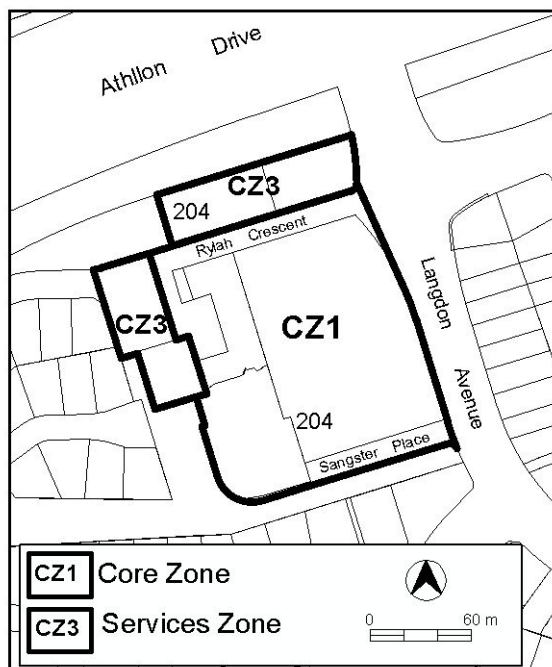 Athllon Drive
CZ3
204
Rylah Crescent
CZ3
CZ1
Langdon Avenue
204
Sangster Place
CZ1 Core Zone
CZ3 Services Zone
0 60 m